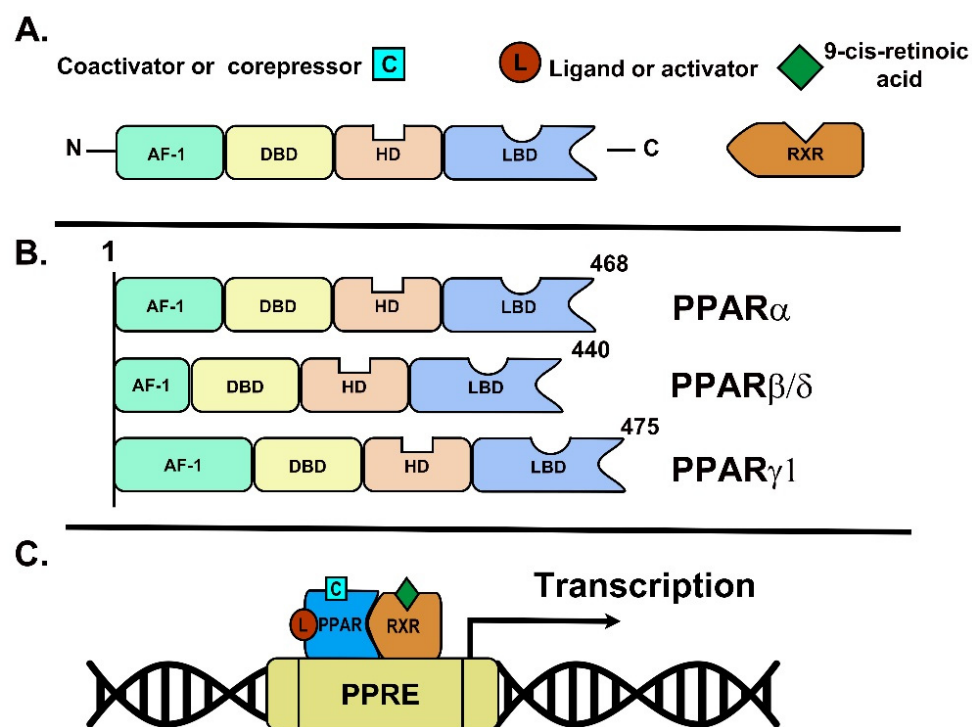 A.
Coactivator or corepressor C
L Ligand or activator
9-cis-retinoic
acid
N AF-1 DBD HD LBD C
RXR
B.
1
468
AF-1 DBD HD LBD
PPARα
440
AF-1 DBD HD LBD
PPARβ/δ
475
AF-1 DBD HD LBD
PPARγ1
C.
Transcription
C
L PPAR RXR
PPRE